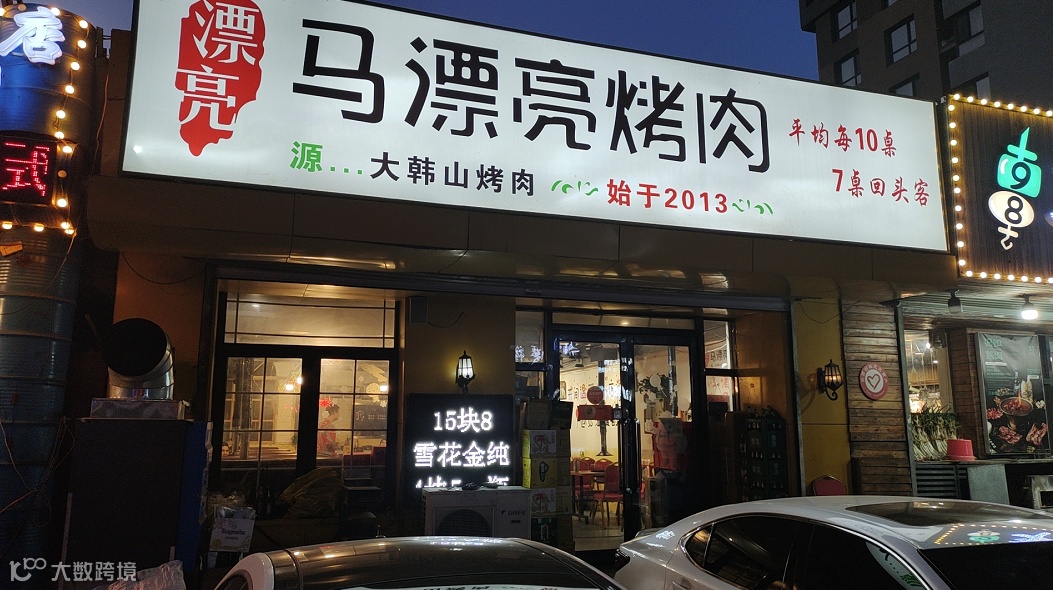 店
式
漂
亮
马漂亮烤肉
平均每10桌
7桌回头客
源...大韩山烤肉
始于2013
15块8
雪花金纯
大数跨境